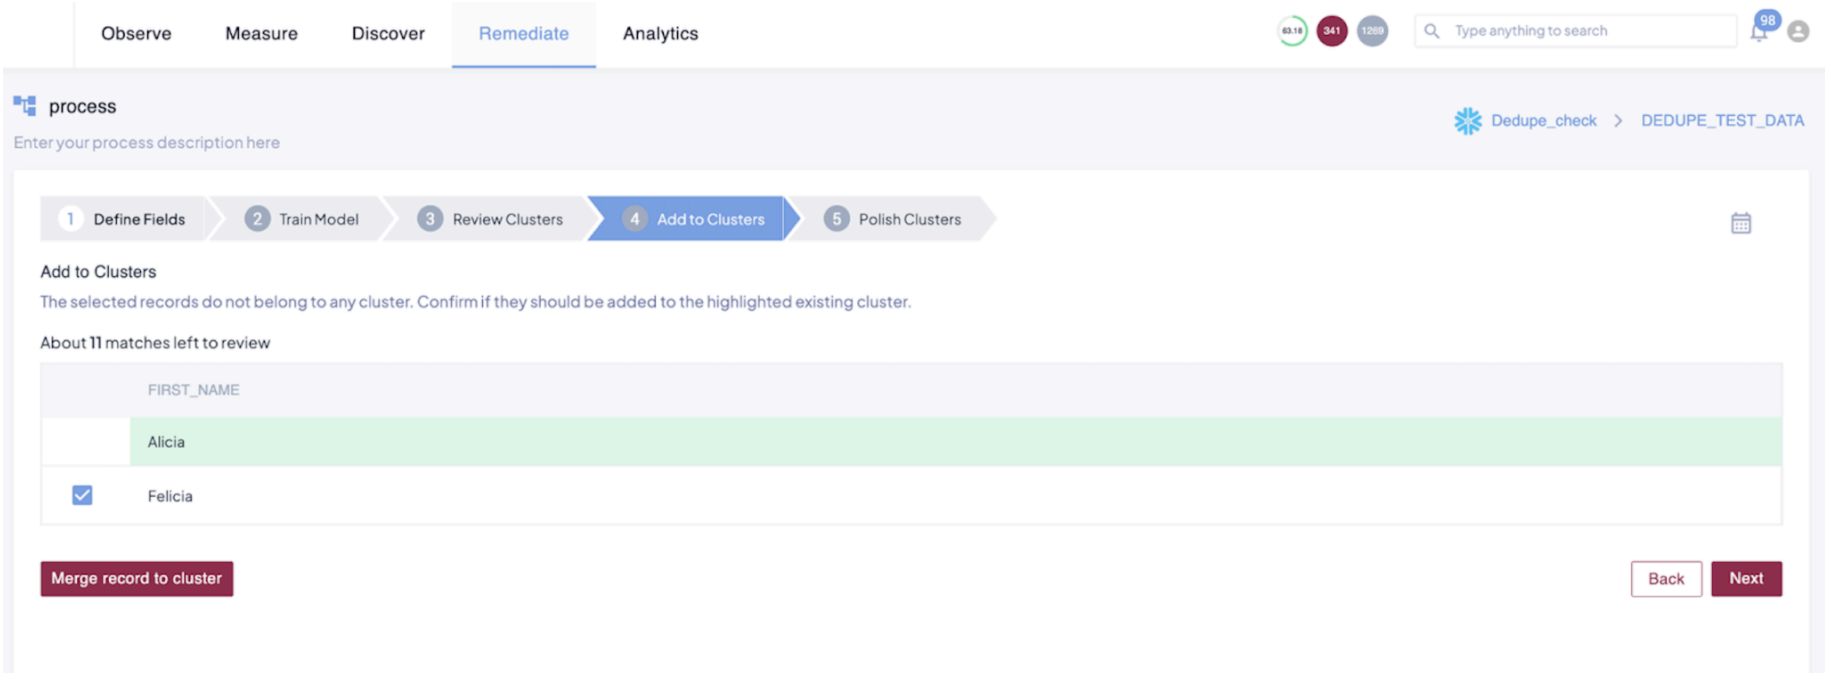 Observe Measure Discover Remediate Analytics 63.18 341 1269 Type anything to search 98
process
Dedupe_check > DEDUPE_TEST_DATA
Enter your process description here
1 Define Fields 2 Train Model 3 Review Clusters 4 Add to Clusters 5 Polish Clusters
Add to Clusters
The selected records do not belong to any cluster. Confirm if they should be added to the highlighted existing cluster.
About 11 matches left to review
FIRST_NAME
Alicia
Felicia
Merge record to cluster Back Next